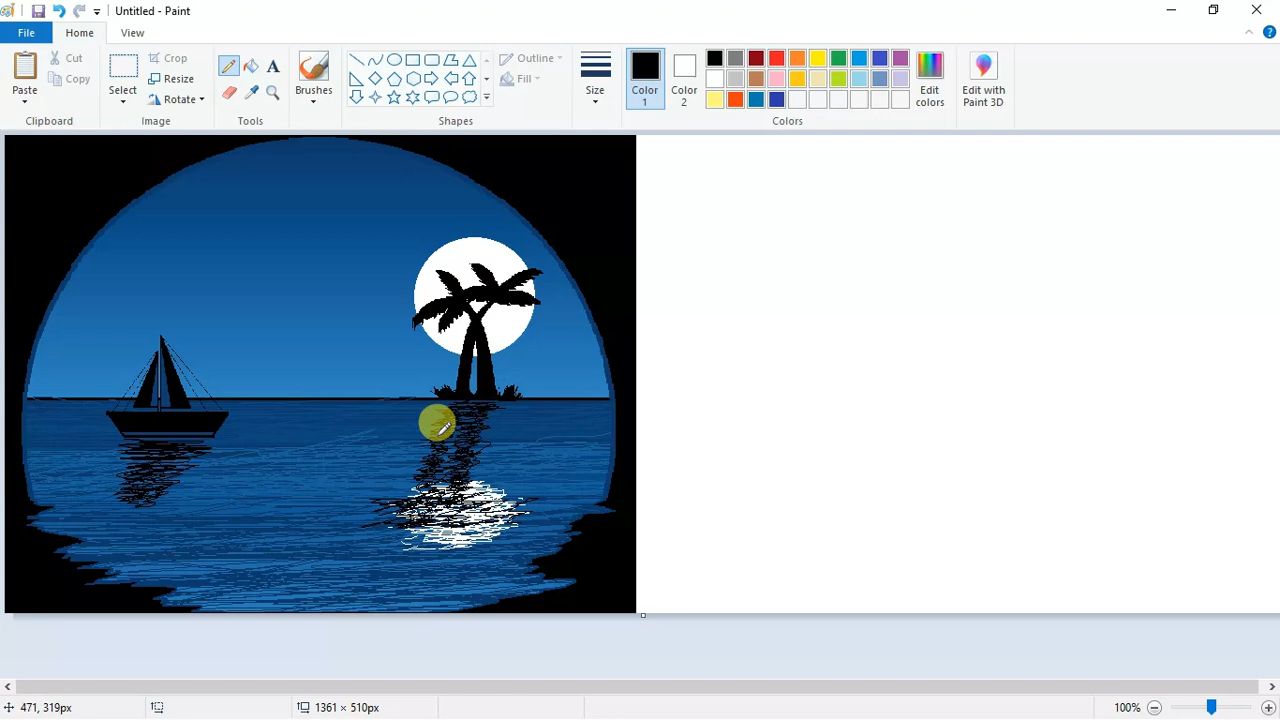 Untitled - Paint
File Home View
Paste
Cut
Copy
Clipboard
Select
Crop
Resize
Rotate
Image
A
Tools
Brushes
Shapes
Outline
Fill
Size
Color 1
Color 2
Colors
Edit colors
Edit with Paint 3D
471, 319px
1361 × 510px
100%